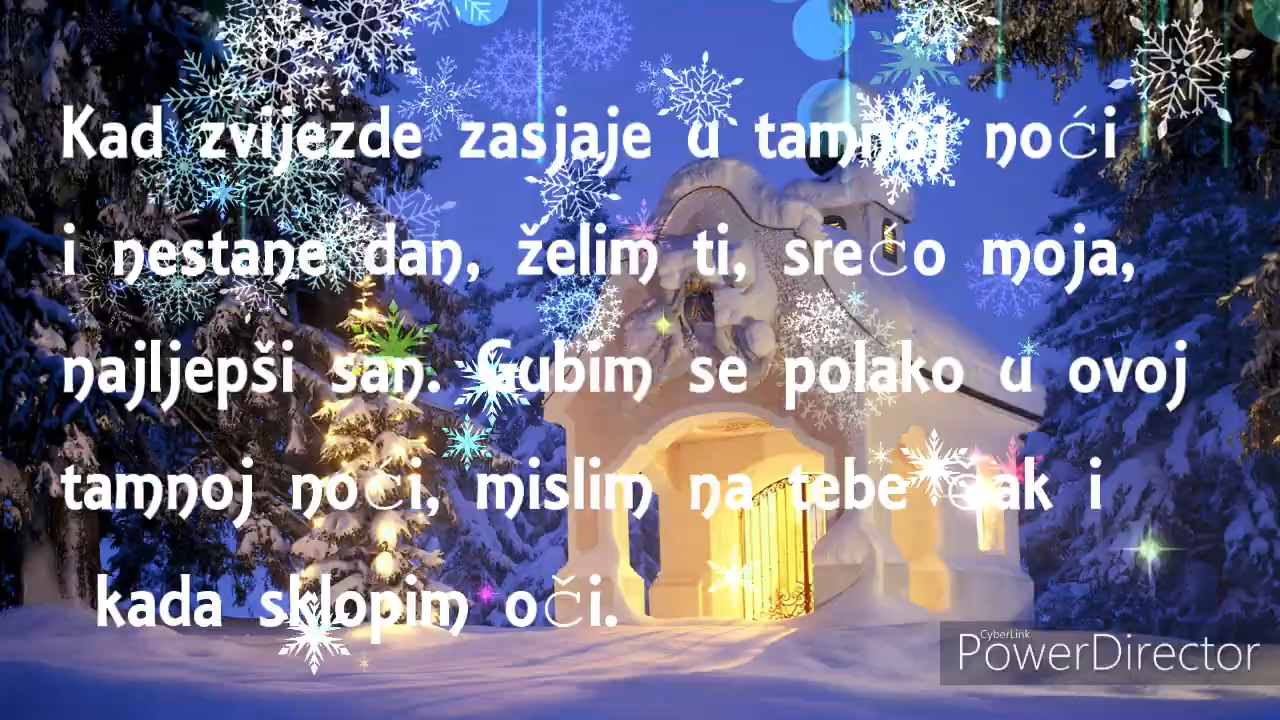 Kad zvijezde zasjaje u tamnoj noći
i nestane dan, želim ti, srećo moja,
najljepši san. Gubim se polako u ovoj
tamnoj noći, mislim na tebe čak i
kada sklopim oči.
CyberLink
PowerDirector